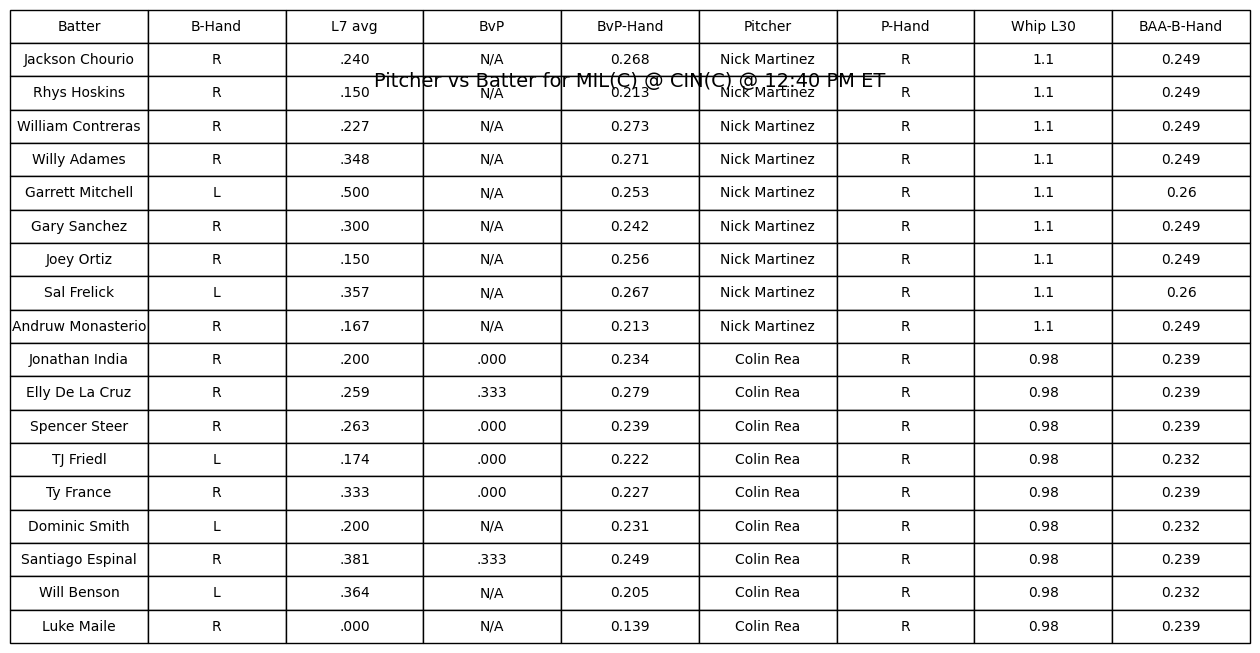 Batter B-Hand L7 avg BvP BvP-Hand Pitcher P-Hand Whip L30 BAA-B-Hand
Jackson Chourio R .240 N/A 0.268 Nick Martinez R 1.1 0.249
Pitcher vs Batter for MIL(C) @ CIN(C) @ 12:40 PM ET
Rhys Hoskins R .150 N/A 0.213 Nick Martinez R 1.1 0.249
William Contreras R .227 N/A 0.273 Nick Martinez R 1.1 0.249
Willy Adames R .348 N/A 0.271 Nick Martinez R 1.1 0.249
Garrett Mitchell L .500 N/A 0.253 Nick Martinez R 1.1 0.26
Gary Sanchez R .300 N/A 0.242 Nick Martinez R 1.1 0.249
Joey Ortiz R .150 N/A 0.256 Nick Martinez R 1.1 0.249
Sal Frelick L .357 N/A 0.267 Nick Martinez R 1.1 0.26
Andruw Monasterio R .167 N/A 0.213 Nick Martinez R 1.1 0.249
Jonathan India R .200 .000 0.234 Colin Rea R 0.98 0.239
Elly De La Cruz R .259 .333 0.279 Colin Rea R 0.98 0.239
Spencer Steer R .263 .000 0.239 Colin Rea R 0.98 0.239
TJ Friedl L .174 .000 0.222 Colin Rea R 0.98 0.232
Ty France R .333 .000 0.227 Colin Rea R 0.98 0.239
Dominic Smith L .200 N/A 0.231 Colin Rea R 0.98 0.232
Santiago Espinal R .381 .333 0.249 Colin Rea R 0.98 0.239
Will Benson L .364 N/A 0.205 Colin Rea R 0.98 0.232
Luke Maile R .000 N/A 0.139 Colin Rea R 0.98 0.239